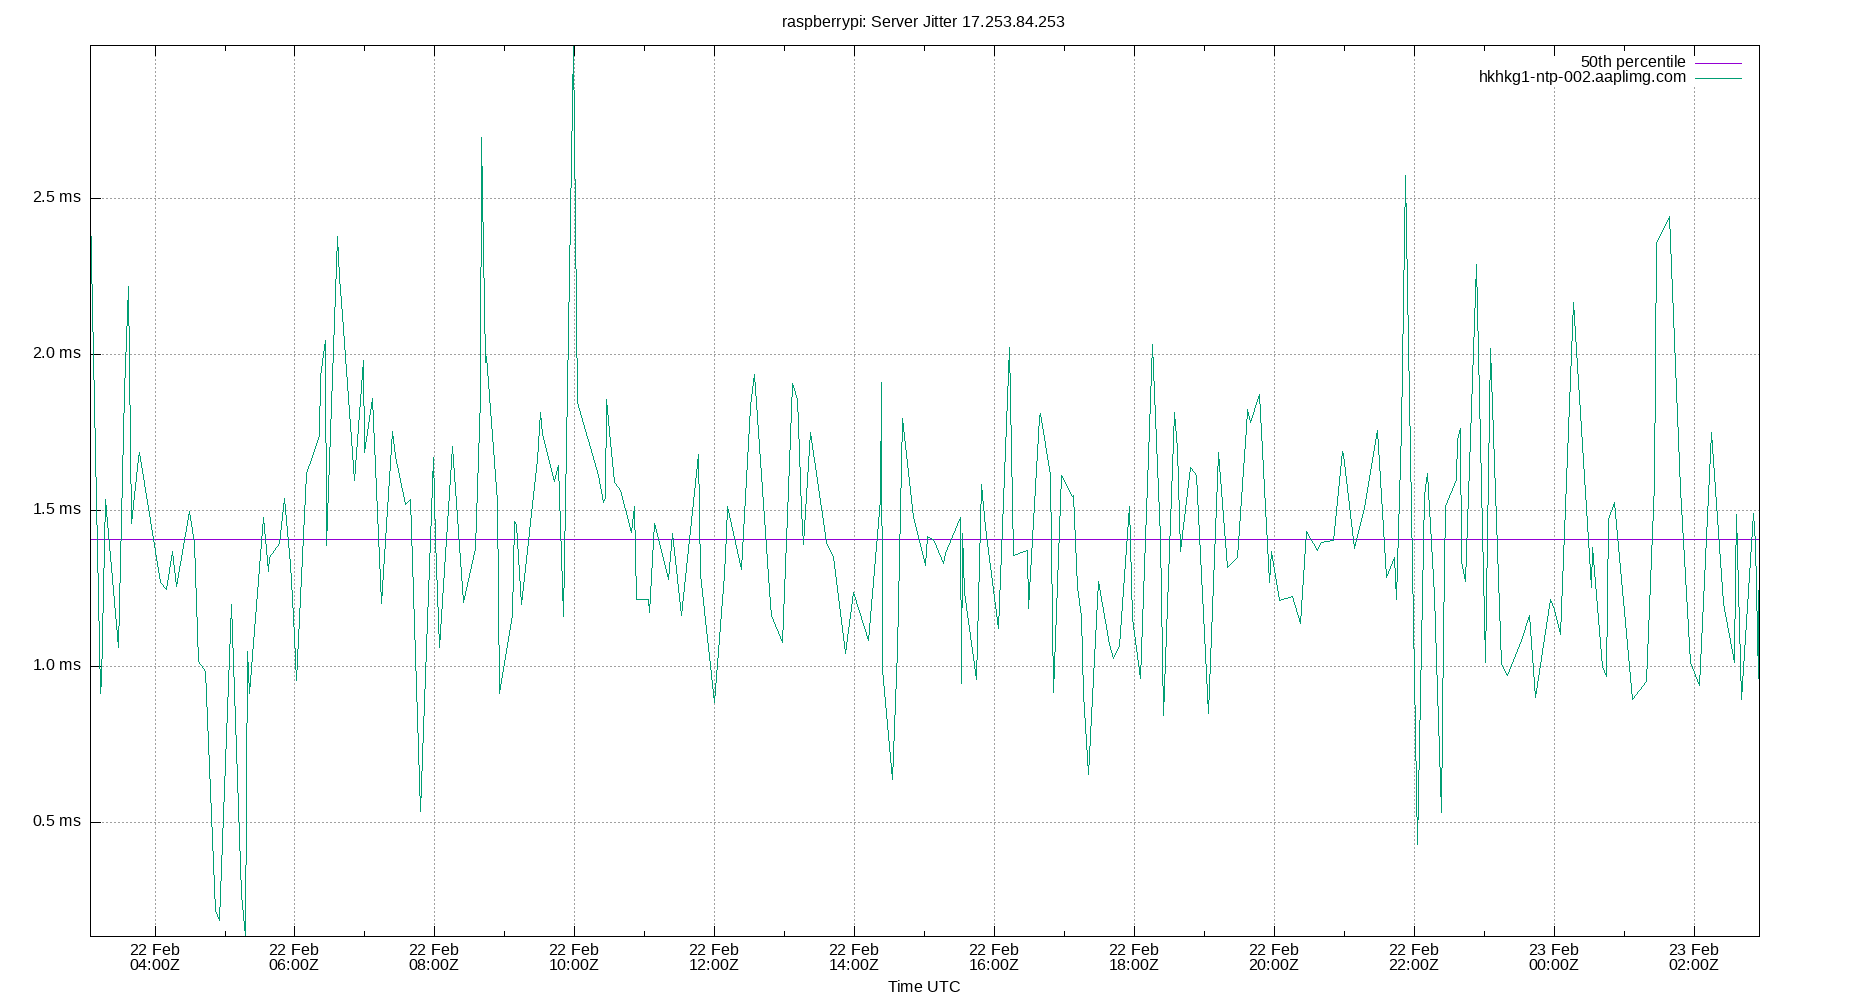 raspberrypi: Server Jitter 17.253.84.253
50th percentile
hkhkg1-ntp-002.aaplimg.com
2.5 ms
2.0 ms
1.5 ms
1.0 ms
0.5 ms
22 Feb 22 Feb 22 Feb 22 Feb 22 Feb 22 Feb 22 Feb 22 Feb 22 Feb 22 Feb 23 Feb 23 Feb
04:00Z 06:00Z 08:00Z 10:00Z 12:00Z 14:00Z 16:00Z 18:00Z 20:00Z 22:00Z 00:00Z 02:00Z
Time UTC